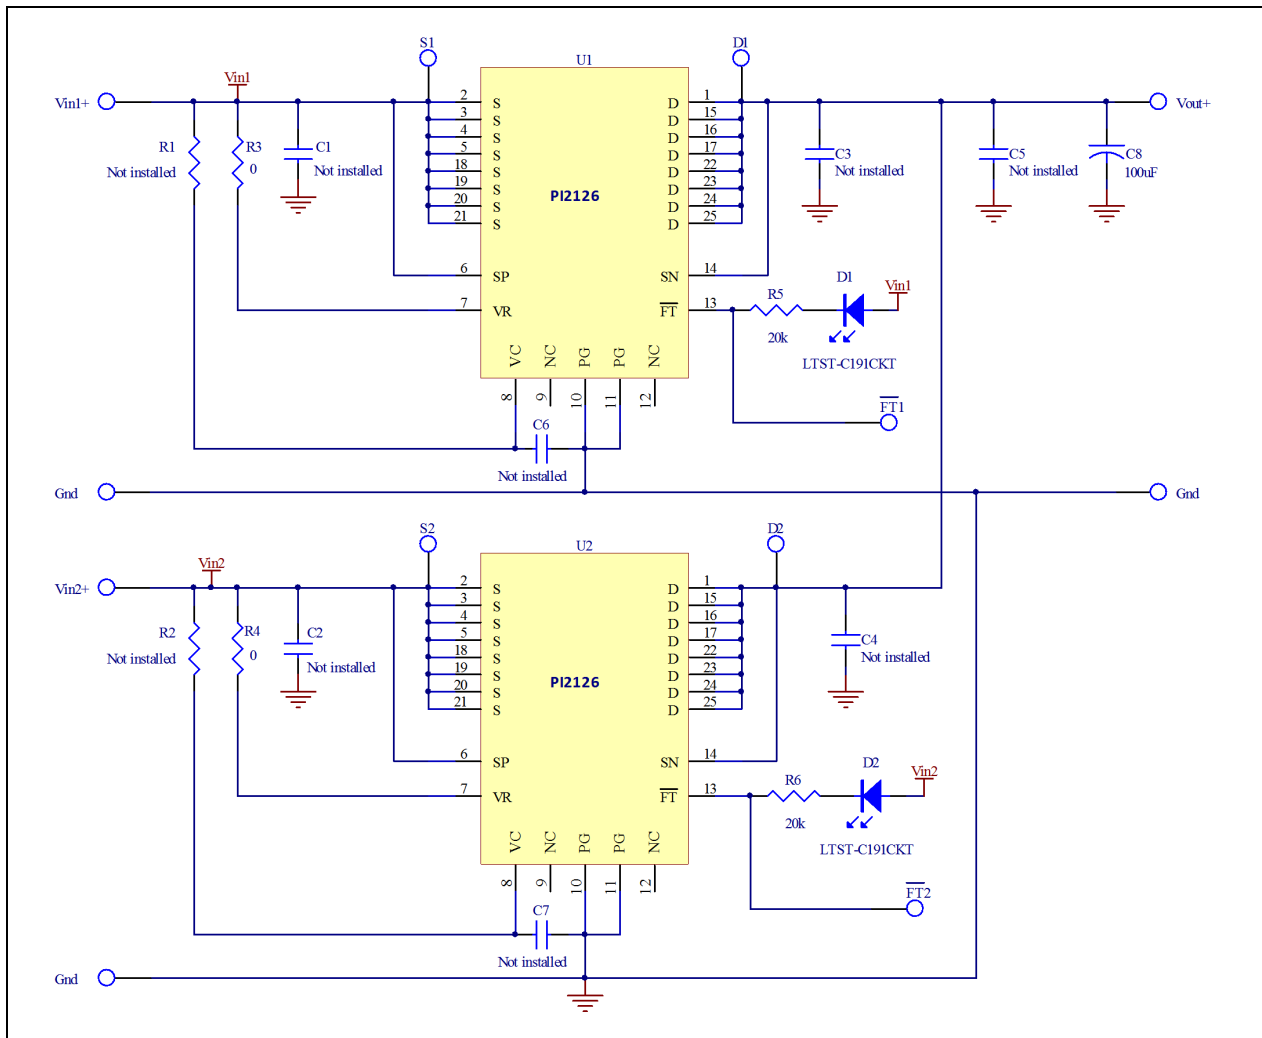 S1
D1
U1
Vin1+
Vin1
Vout+
R1
Not installed
R3
0
C1
Not installed
2 S
3 S
4 S
5 S
18 S
19 S
20 S
21 S
6 SP
7 VR
PI2126
D 1
D 15
D 16
D 17
D 22
D 23
D 24
D 25
SN 14
FT 13
VC
NC
PG
PG
NC
8
9
10
11
12
C3
Not installed
C5
Not installed
C8
100uF
R5
20k
D1
Vin1
LTST-C191CKT
FT1
C6
Not installed
Gnd
Gnd
S2
D2
U2
Vin2+
Vin2
R2
Not installed
R4
0
C2
Not installed
2 S
3 S
4 S
5 S
18 S
19 S
20 S
21 S
6 SP
7 VR
PI2126
D 1
D 15
D 16
D 17
D 22
D 23
D 24
D 25
SN 14
FT 13
VC
NC
PG
PG
NC
8
9
10
11
12
C4
Not installed
R6
20k
D2
Vin2
LTST-C191CKT
FT2
C7
Not installed
Gnd